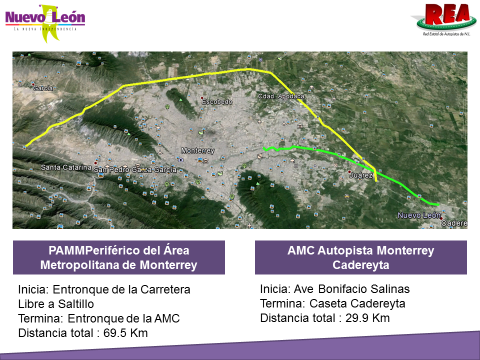 Nuevo León
La nueva independencia
REA
Red Estatal de Autopistas de N.L.
García
Escobedo
Monterrey
Santa Catarina
San Pedro Garza García
Juárez
Nuevo León
PAMMPeriférico del Área
Metropolitana de Monterrey
Inicia: Entronque de la Carretera
Libre a Saltillo
Termina: Entronque de la AMC
Distancia total : 69.5 Km
AMC Autopista Monterrey
Cadereyta
Inicia: Ave Bonifacio Salinas
Termina: Caseta Cadereyta
Distancia total : 29.9 Km